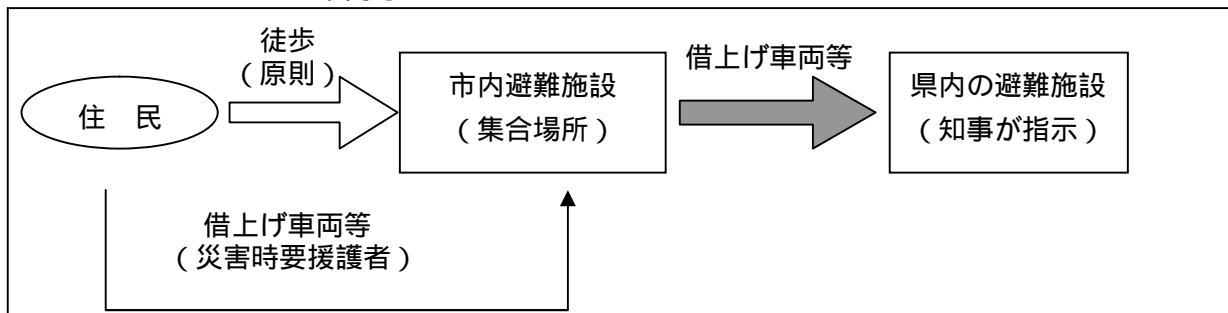 徒歩
（原則）
住　民
市内避難施設
（集合場所）
借上げ車両等
県内の避難施設
（知事が指示）
借上げ車両等
（災害時要援護者）